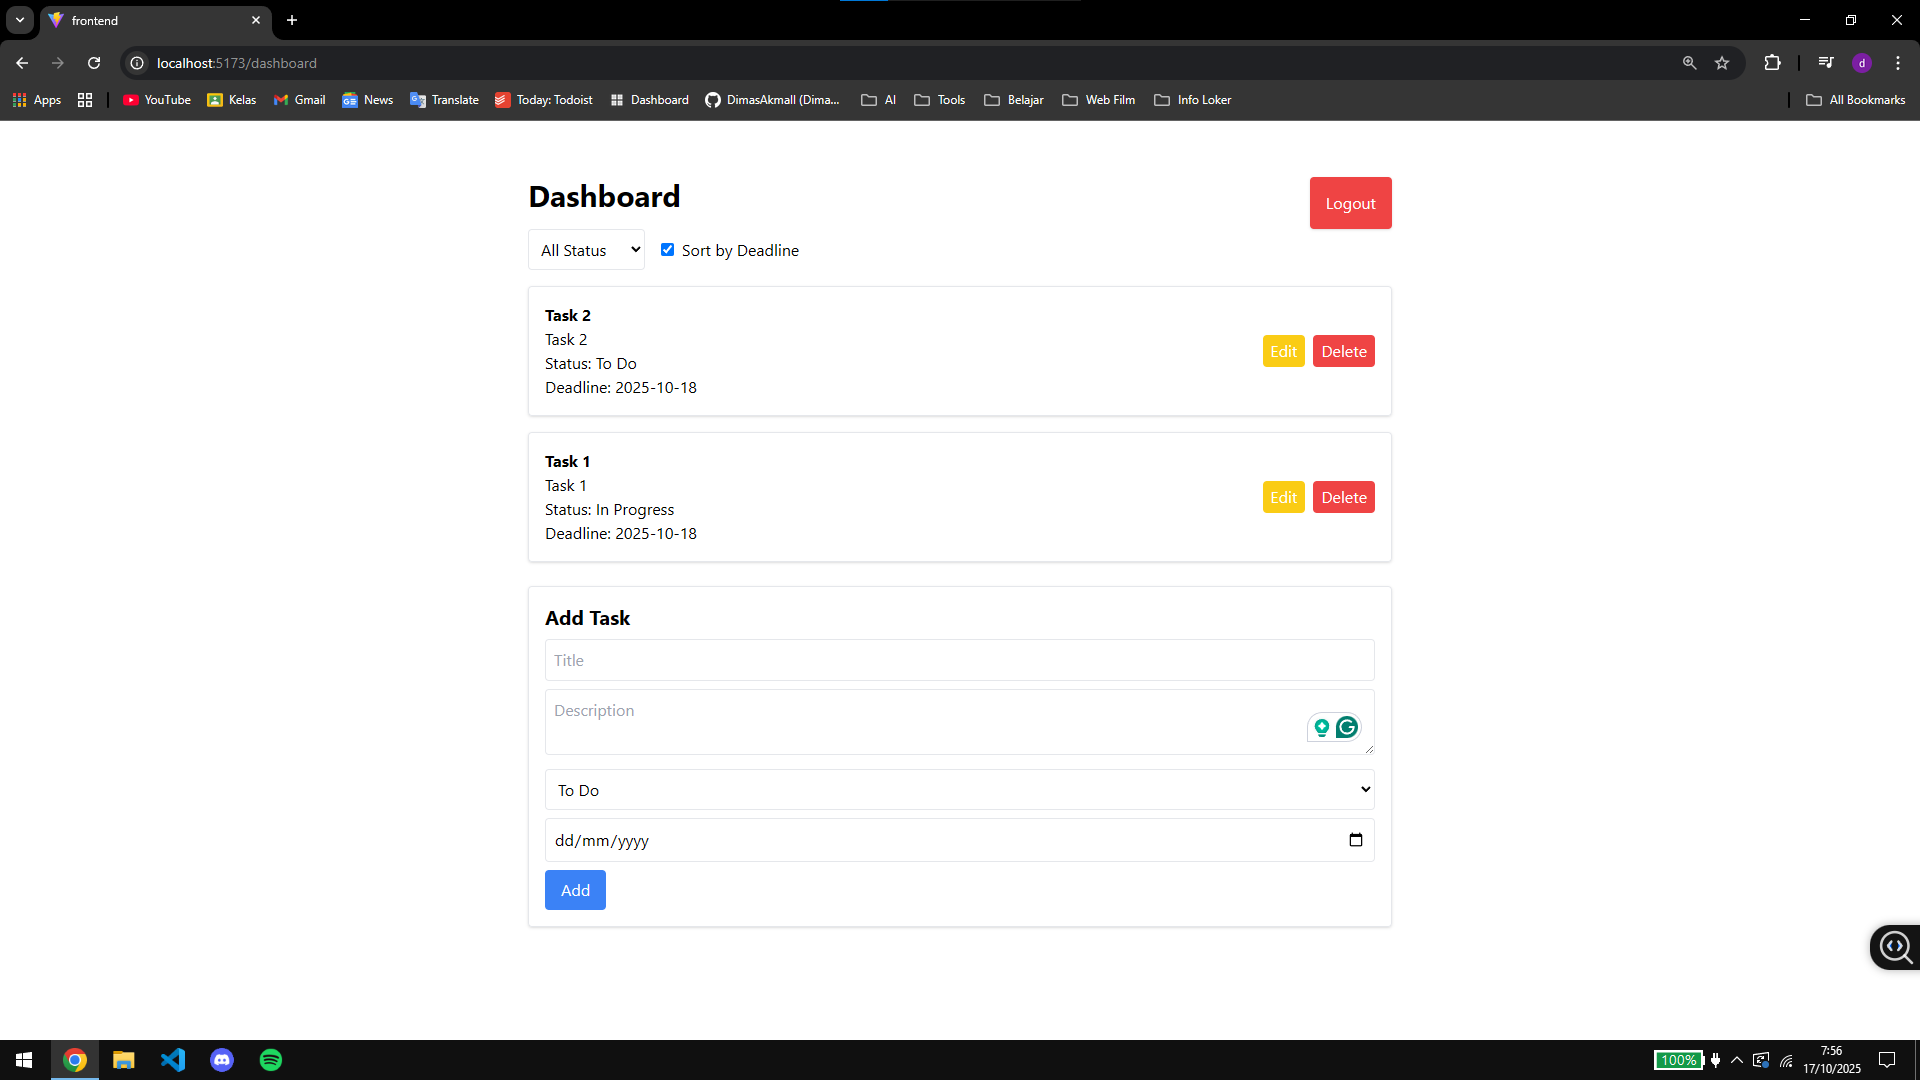 frontend
localhost:5173/dashboard
d
Apps
YouTube
Kelas
Gmail
News
Translate
Today: Todoist
Dashboard
DimasAkmall (Dima...
AI
Tools
Belajar
Web Film
Info Loker
All Bookmarks
Dashboard
Logout
All Status
Sort by Deadline
Task 2
Task 2
Status: To Do
Deadline: 2025-10-18
Edit
Delete
Task 1
Task 1
Status: In Progress
Deadline: 2025-10-18
Edit
Delete
Add Task
Title
Description
To Do
dd/mm/yyyy
Add
100%
7:56
17/10/2025